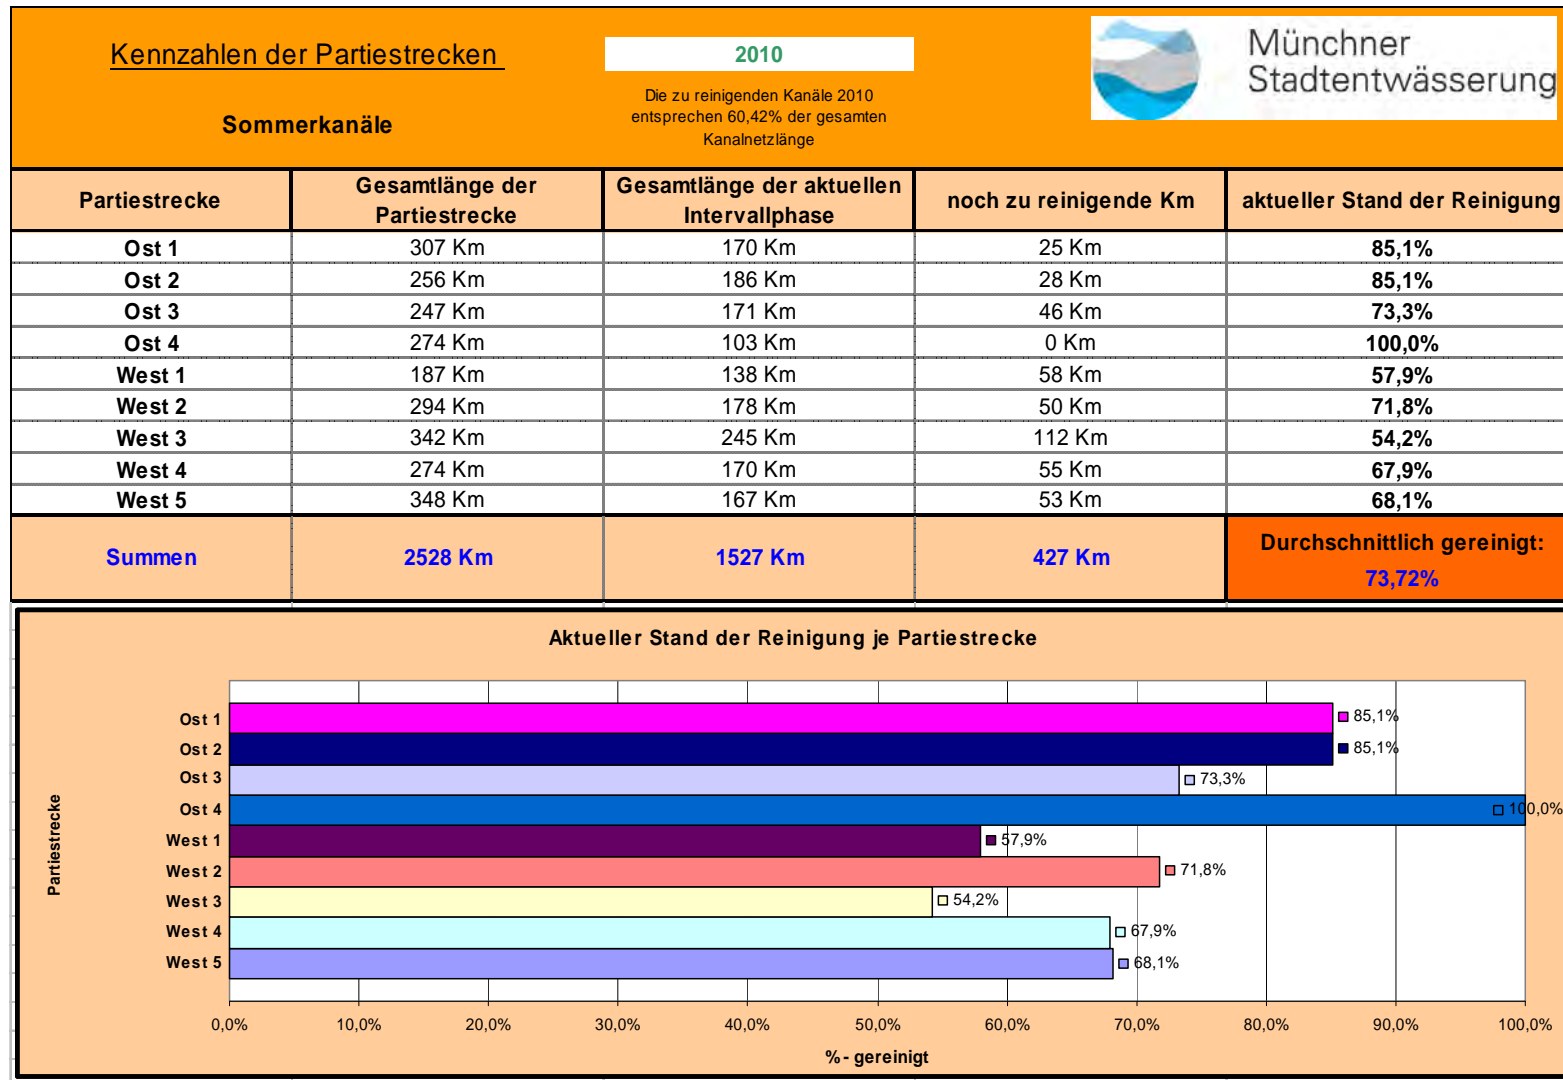 Kennzahlen der Partiestrecken
2010
Münchner
Stadtentwässerung
Sommerkanäle
Die zu reinigenden Kanäle 2010
entsprechen 60,42% der gesamten
Kanalnetzlänge
Partiestrecke
Gesamtlänge der
Partiestrecke
Gesamtlänge der aktuellen
Intervallphase
noch zu reinigende Km
aktueller Stand der Reinigung
Ost 1 307 Km 170 Km 25 Km 85,1%
Ost 2 256 Km 186 Km 28 Km 85,1%
Ost 3 247 Km 171 Km 46 Km 73,3%
Ost 4 274 Km 103 Km 0 Km 100,0%
West 1 187 Km 138 Km 58 Km 57,9%
West 2 294 Km 178 Km 50 Km 71,8%
West 3 342 Km 245 Km 112 Km 54,2%
West 4 274 Km 170 Km 55 Km 67,9%
West 5 348 Km 167 Km 53 Km 68,1%
Summen 2528 Km 1527 Km 427 Km
Durchschnittlich gereinigt:
73,72%
Aktueller Stand der Reinigung je Partiestrecke
Partiestrecke
Ost 1 85,1%
Ost 2 85,1%
Ost 3 73,3%
Ost 4 100,0%
West 1 57,9%
West 2 71,8%
West 3 54,2%
West 4 67,9%
West 5 68,1%
0,0% 10,0% 20,0% 30,0% 40,0% 50,0% 60,0% 70,0% 80,0% 90,0% 100,0%
%- gereinigt